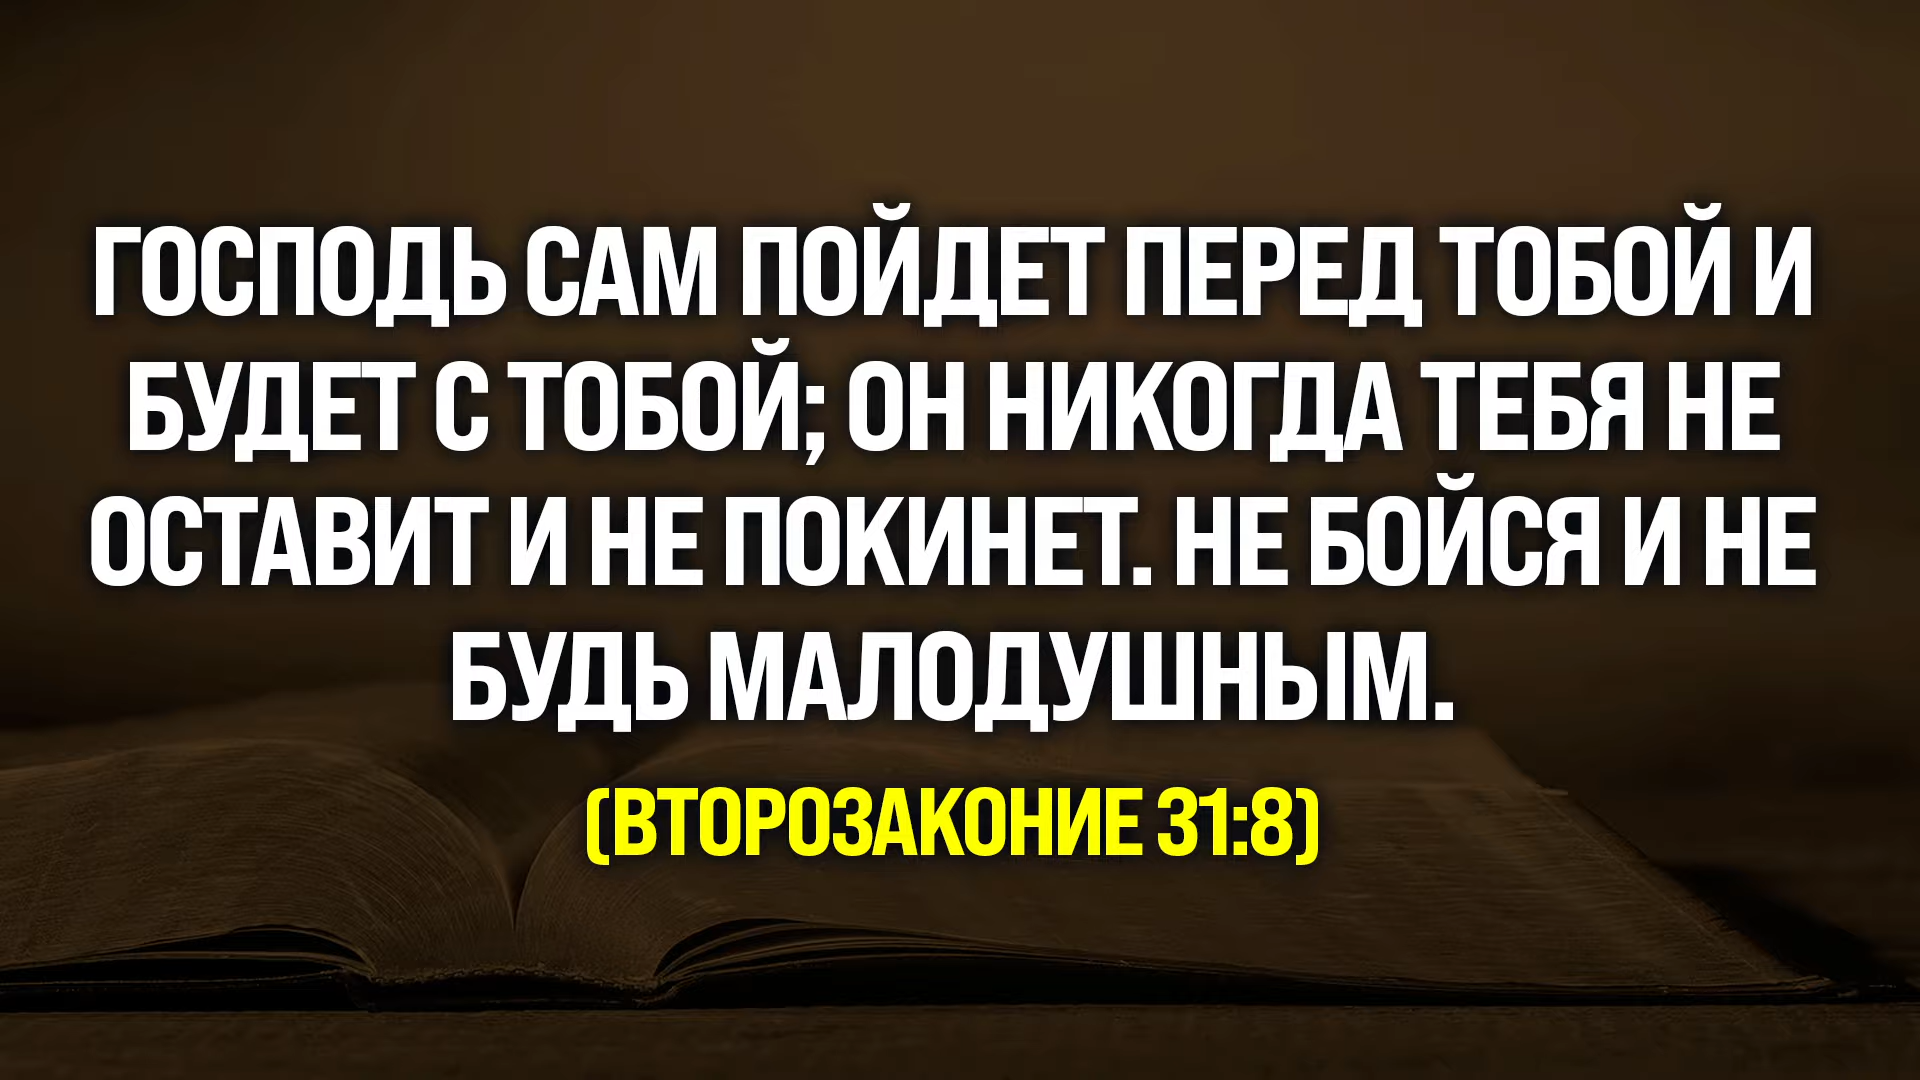 ГОСПОДЬ САМ ПОЙДЕТ ПЕРЕД ТОБОЙ И
БУДЕТ С ТОБОЙ; ОН НИКОГДА ТЕБЯ НЕ
ОСТАВИТ И НЕ ПОКИНЕТ. НЕ БОЙСЯ И НЕ
БУДЬ МАЛОДУШНЫМ.
(ВТОРОЗАКОНИЕ 31:8)